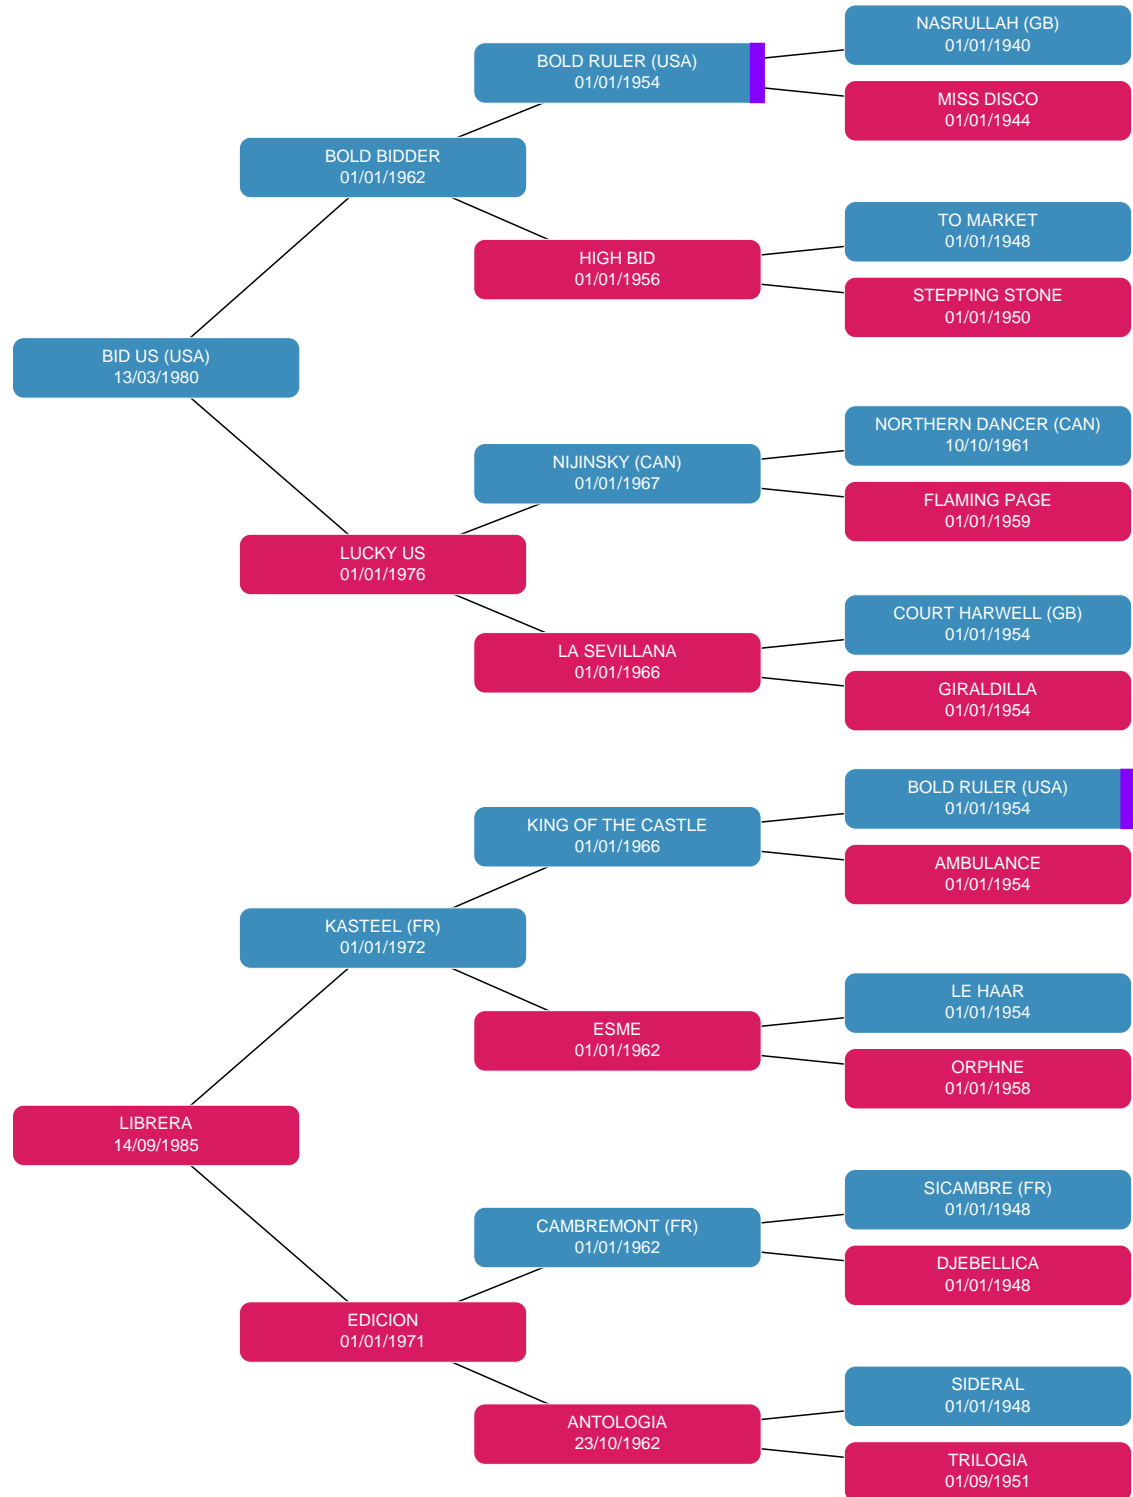 NASRULLAH (GB)
01/01/1940
BOLD RULER (USA)
01/01/1954
MISS DISCO
01/01/1944
BOLD BIDDER
01/01/1962
TO MARKET
01/01/1948
HIGH BID
01/01/1956
STEPPING STONE
01/01/1950
BID US (USA)
13/03/1980
NORTHERN DANCER (CAN)
10/10/1961
NIJINSKY (CAN)
01/01/1967
FLAMING PAGE
01/01/1959
LUCKY US
01/01/1976
COURT HARWELL (GB)
01/01/1954
LA SEVILLANA
01/01/1966
GIRALDILLA
01/01/1954
BOLD RULER (USA)
01/01/1954
KING OF THE CASTLE
01/01/1966
AMBULANCE
01/01/1954
KASTEEL (FR)
01/01/1972
LE HAAR
01/01/1954
ESME
01/01/1962
ORPHNE
01/01/1958
LIBRERA
14/09/1985
SICAMBRE (FR)
01/01/1948
CAMBREMONT (FR)
01/01/1962
DJEBELLICA
01/01/1948
EDICION
01/01/1971
SIDERAL
01/01/1948
ANTOLOGIA
23/10/1962
TRILOGIA
01/09/1951